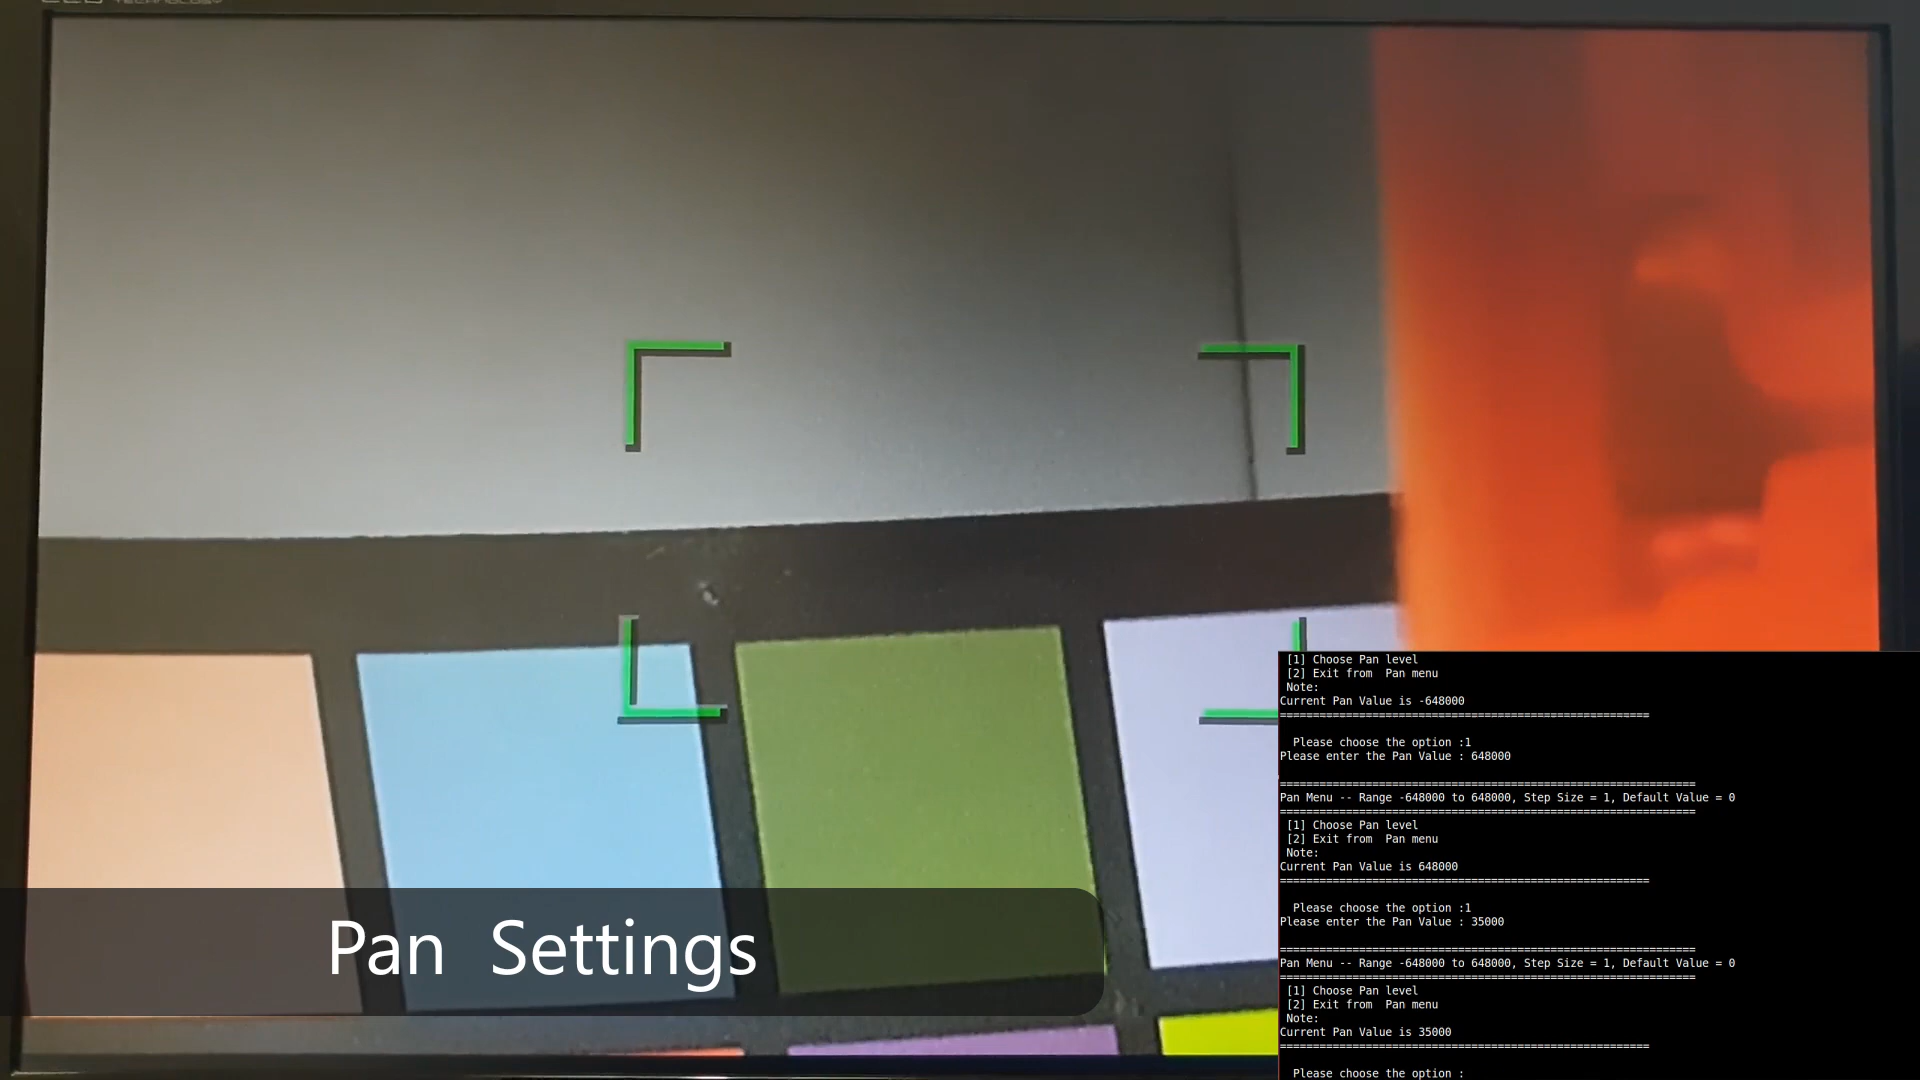 TECHNOLOGY
[1] Choose Pan level
[2] Exit from  Pan menu
Note:
Current Pan Value is -648000
========================================================
Please choose the option :1
Please enter the Pan Value : 648000
===============================================================
Pan Menu -- Range -648000 to 648000, Step Size = 1, Default Value = 0
===============================================================
[1] Choose Pan level
[2] Exit from  Pan menu
Note:
Current Pan Value is 648000
========================================================
Please choose the option :1
Please enter the Pan Value : 35000
===============================================================
Pan Menu -- Range -648000 to 648000, Step Size = 1, Default Value = 0
===============================================================
[1] Choose Pan level
[2] Exit from  Pan menu
Note:
Current Pan Value is 35000
========================================================
Please choose the option :
Pan  Settings